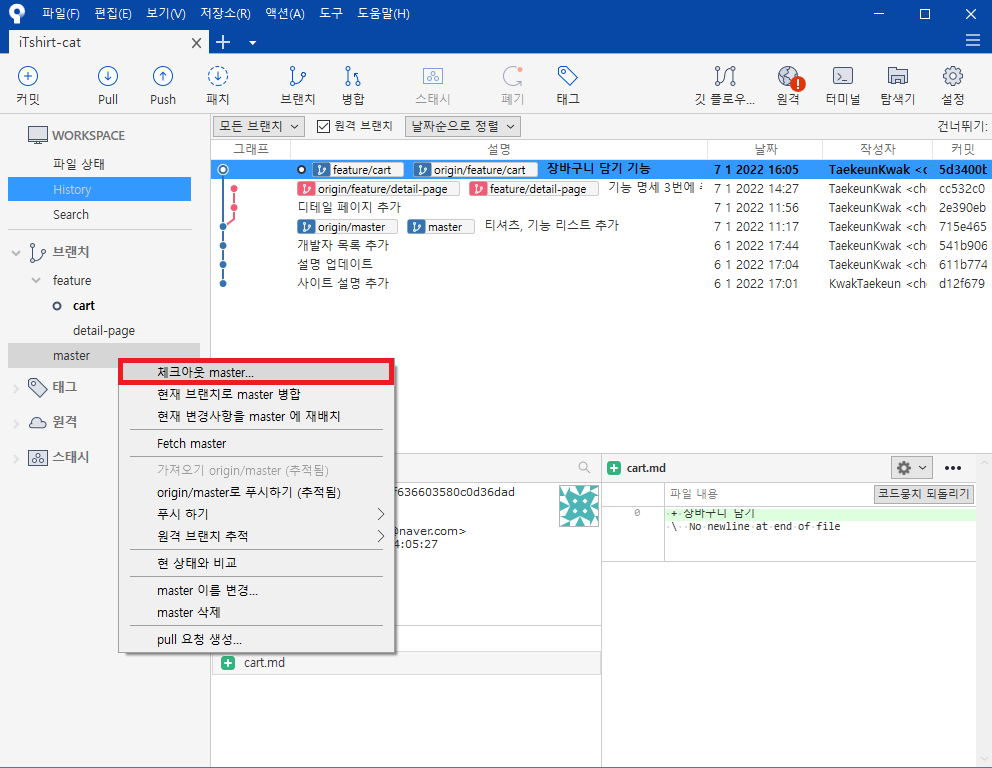 파일(F) 편집(E) 보기(V) 저장소(R) 액션(A) 도구 도움말(H)
iTshirt-cat
커밋 Pull Push 패치 브랜치 병합 스태시 폐기 태그 깃 플로우... 원격 터미널 탐색기 설정
WORKSPACE
파일 상태
History
Search
브랜치
feature
cart
detail-page
master
태그
원격
스태시
모든 브랜치 원격 브랜치 날짜순으로 정렬 건너뛰기:
그래프 설명 날짜 작성자 커밋
feature/cart origin/feature/cart 장바구니 담기 기능 7 1 2022 16:05 TaekeunKwak <c 5d3400b
origin/feature/detail-page feature/detail-page 기능 명세 3번에 7 1 2022 14:27 TaekeunKwak <ch cc532c0
디테일 페이지 추가 7 1 2022 11:56 TaekeunKwak <ch 2e390eb
origin/master master 티셔츠, 기능 리스트 추가 7 1 2022 11:17 TaekeunKwak <ch 715e465
개발자 목록 추가 6 1 2022 17:44 TaekeunKwak <ch 541b906
설명 업데이트 6 1 2022 17:04 TaekeunKwak <ch 611b774
사이트 설명 추가 6 1 2022 17:01 KwakTaekeun <ch d12f679
체크아웃 master...
현재 브랜치로 master 병합
현재 변경사항을 master 에 재배치
Fetch master
가져오기 origin/master (추적됨)
origin/master로 푸시하기 (추적됨)
푸시 하기
원격 브랜치 추적
현 상태와 비교
master 이름 변경...
master 삭제
pull 요청 생성...
f636603580c0d36dad
@naver.com>
4:05:27
cart.md
cart.md
파일 내용 코드뭉치 되돌리기
0 + 장바구니 담기
\ No newline at end of file